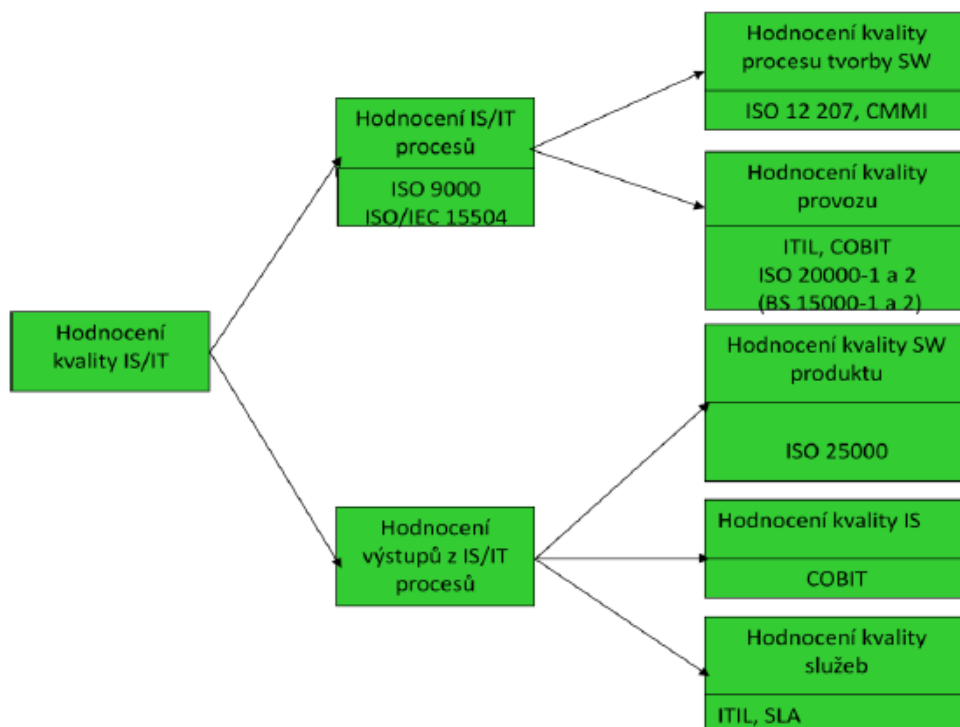 Hodnocení kvality
procesu tvorby SW
ISO 12 207, CMMI
Hodnocení IS/IT
procesů
ISO 9000
ISO/IEC 15504
Hodnocení kvality
provozu
ITIL, COBIT
ISO 20000-1 a 2
(BS 15000-1 a 2)
Hodnocení
kvality IS/IT
Hodnocení kvality SW
produktu
ISO 25000
Hodnocení
výstupů z IS/IT
procesů
Hodnocení kvality IS
COBIT
Hodnocení kvality
služeb
ITIL, SLA